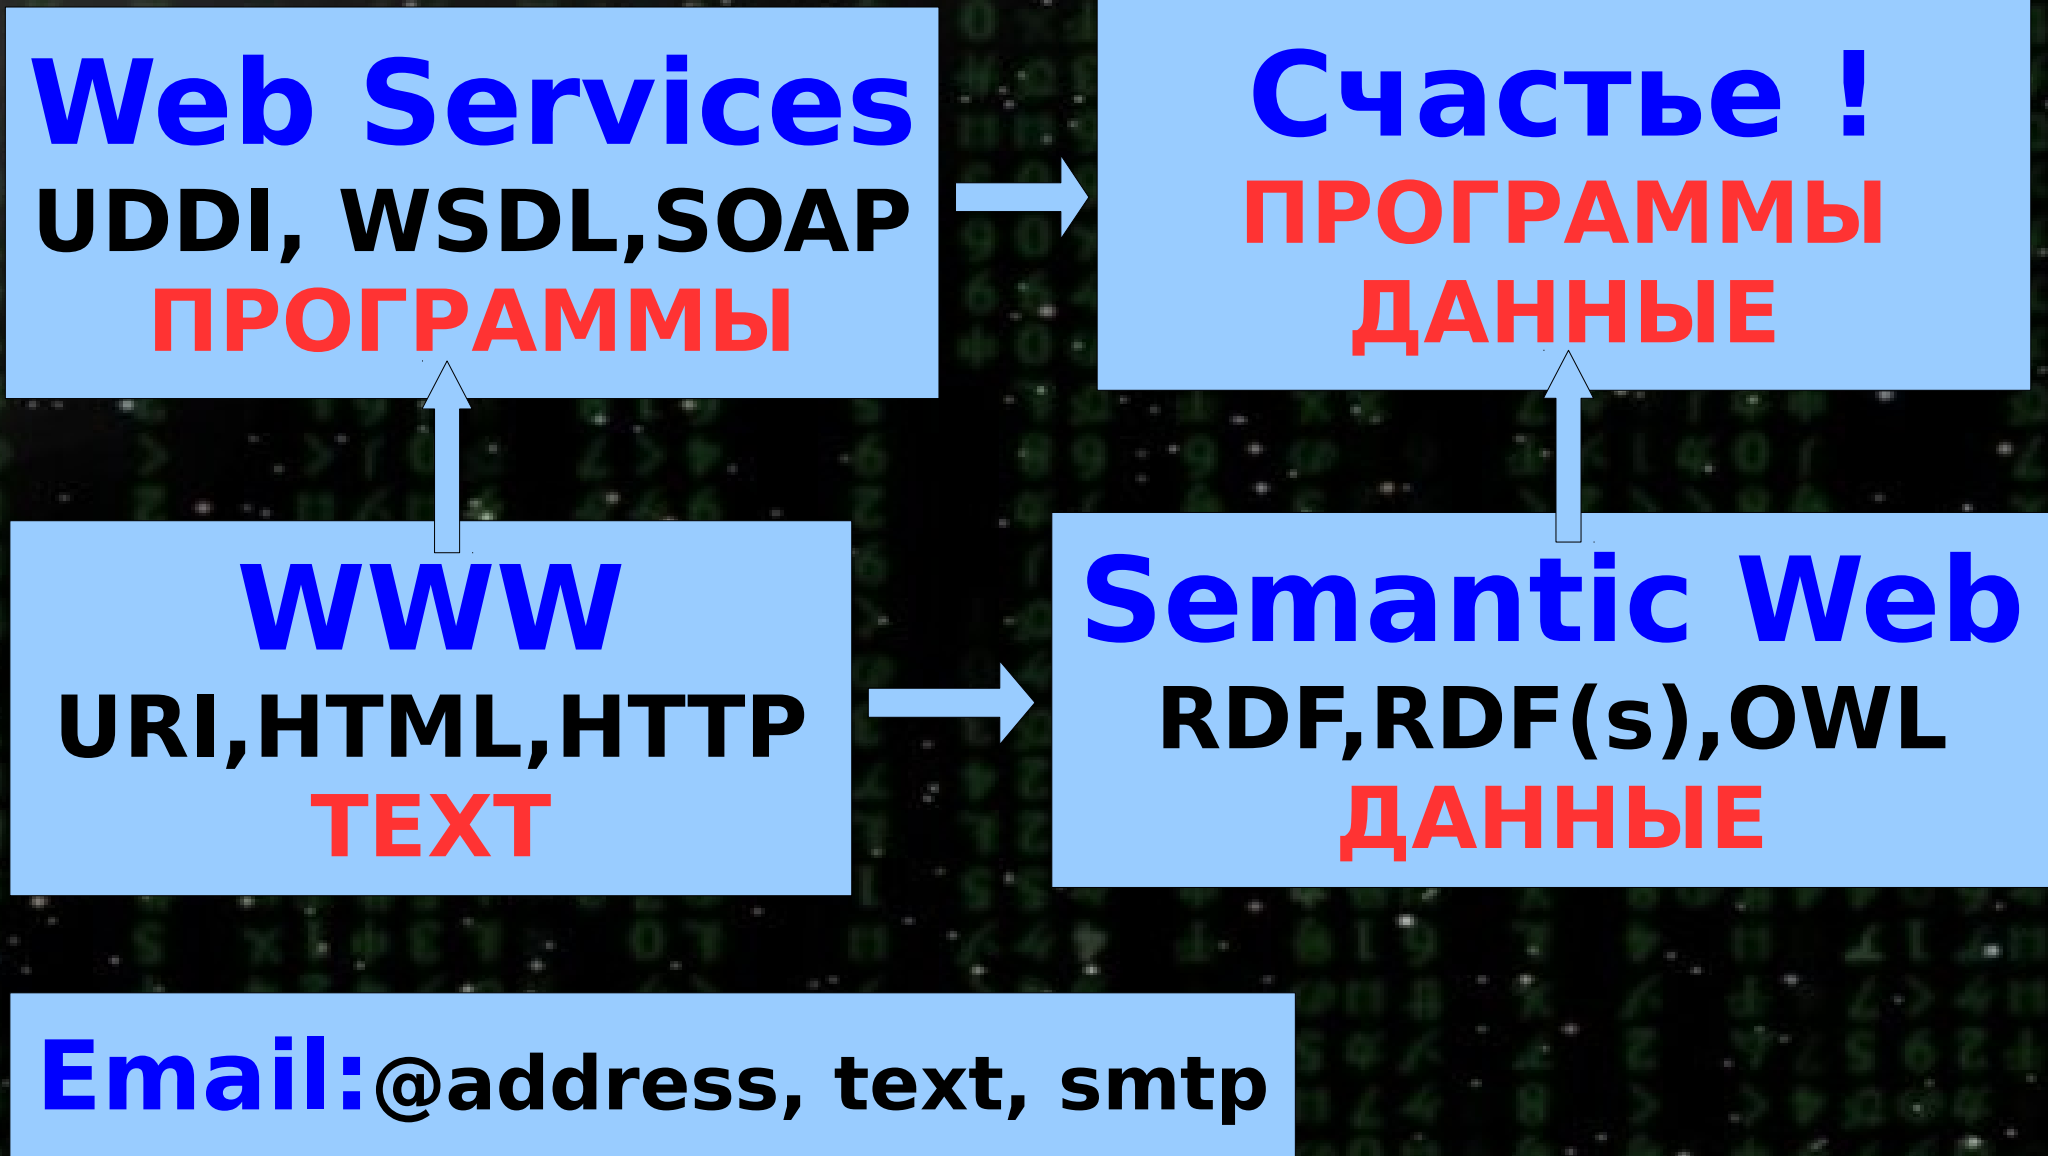 Web Services
UDDI, WSDL,SOAP
ПРОГРАММЫ
Счастье !
ПРОГРАММЫ
ДАННЫЕ
WWW
URI,HTML,HTTP
TEXT
Semantic Web
RDF,RDF(s),OWL
ДАННЫЕ
Email:@address, text, smtp